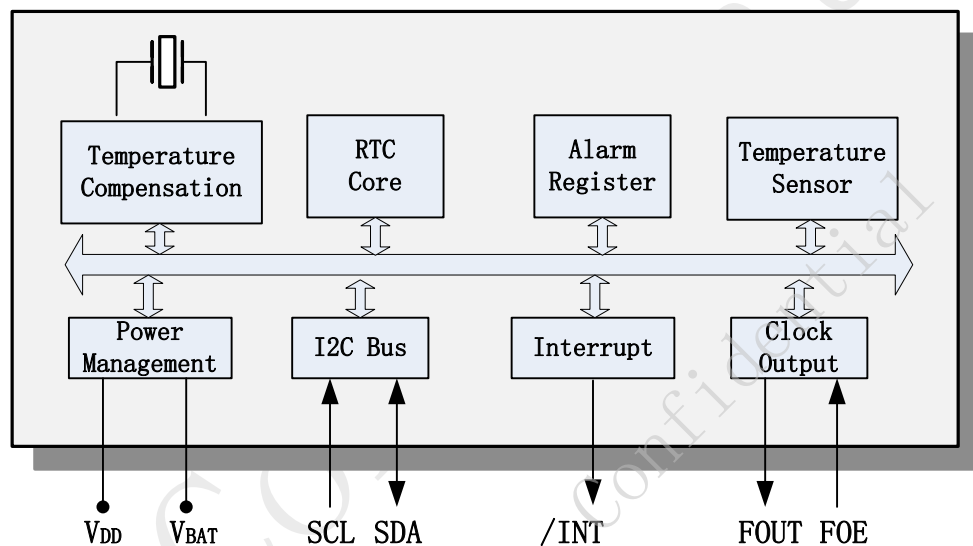 Temperature
Compensation
RTC
Core
Alarm
Register
Temperature
Sensor
Power
Management
I2C Bus
Interrupt
Clock
Output
VDD
VBAT
SCL
SDA
/INT
FOUT
FOE
Confidential